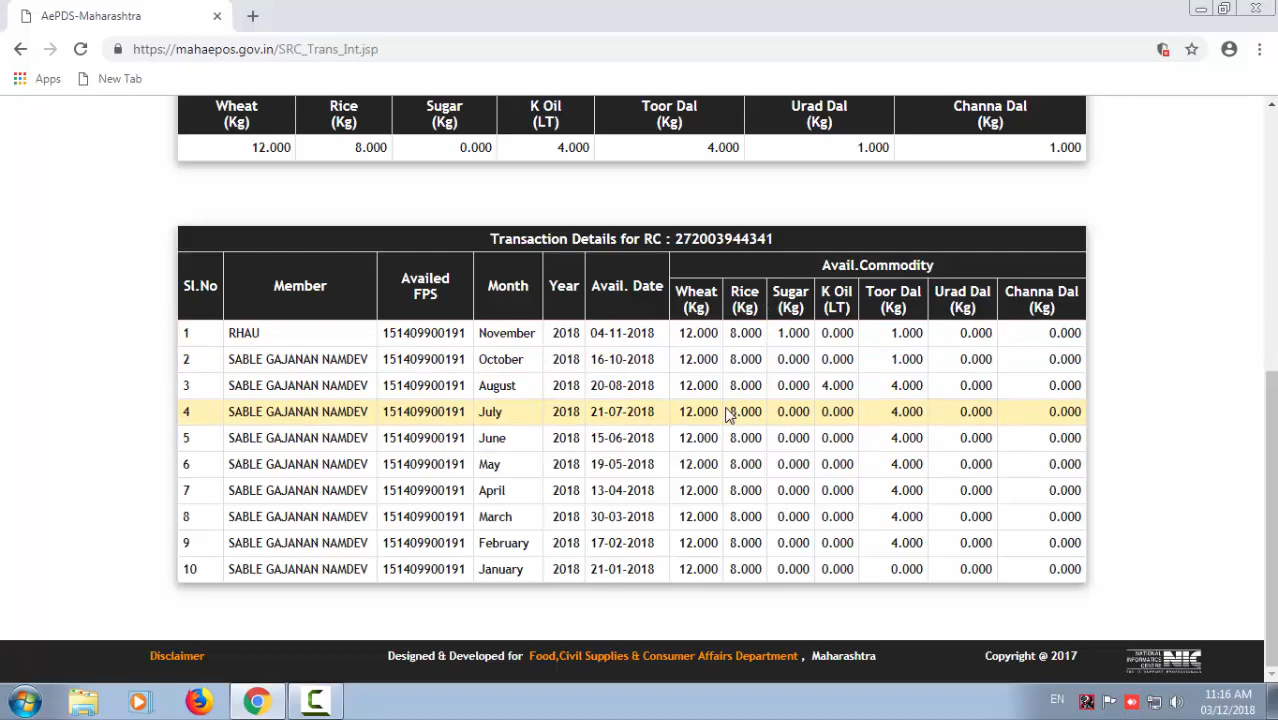 AePDS-Maharashtra
https://mahaepos.gov.in/SRC_Trans_Int.jsp
Apps New Tab
Wheat (Kg) Rice (Kg) Sugar (Kg) K Oil (LT) Toor Dal (Kg) Urad Dal (Kg) Channa Dal (Kg)
12.000 8.000 0.000 4.000 4.000 1.000 1.000
Transaction Details for RC : 272003944341
Sl.No Member Availed FPS Month Year Avail. Date Avail.Commodity
Wheat (Kg) Rice (Kg) Sugar (Kg) K Oil (LT) Toor Dal (Kg) Urad Dal (Kg) Channa Dal (Kg)
1 RHAU 151409900191 November 2018 04-11-2018 12.000 8.000 1.000 0.000 1.000 0.000 0.000
2 SABLE GAJANAN NAMDEV 151409900191 October 2018 16-10-2018 12.000 8.000 0.000 0.000 1.000 0.000 0.000
3 SABLE GAJANAN NAMDEV 151409900191 August 2018 20-08-2018 12.000 8.000 0.000 4.000 4.000 0.000 0.000
4 SABLE GAJANAN NAMDEV 151409900191 July 2018 21-07-2018 12.000 8.000 0.000 0.000 4.000 0.000 0.000
5 SABLE GAJANAN NAMDEV 151409900191 June 2018 15-06-2018 12.000 8.000 0.000 0.000 4.000 0.000 0.000
6 SABLE GAJANAN NAMDEV 151409900191 May 2018 19-05-2018 12.000 8.000 0.000 0.000 4.000 0.000 0.000
7 SABLE GAJANAN NAMDEV 151409900191 April 2018 13-04-2018 12.000 8.000 0.000 0.000 4.000 0.000 0.000
8 SABLE GAJANAN NAMDEV 151409900191 March 2018 30-03-2018 12.000 8.000 0.000 0.000 4.000 0.000 0.000
9 SABLE GAJANAN NAMDEV 151409900191 February 2018 17-02-2018 12.000 8.000 0.000 0.000 4.000 0.000 0.000
10 SABLE GAJANAN NAMDEV 151409900191 January 2018 21-01-2018 12.000 8.000 0.000 0.000 0.000 0.000 0.000
Disclaimer Designed & Developed for Food,Civil Supplies & Consumer Affairs Department , Maharashtra Copyright @ 2017 NATIONAL INFORMATICS CENTRE NIC
EN 11:16 AM
03/12/2018